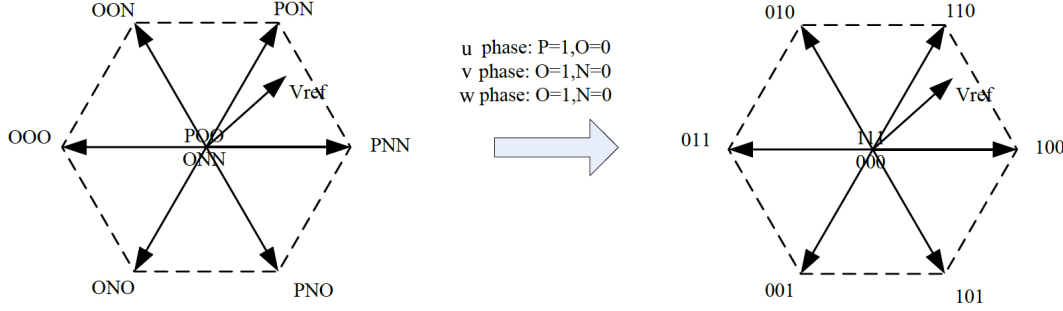 OON
PON
Vref
OOO
POO
ONN
PNN
ONO
PNO
u phase: P=1,O=0
v phase: O=1,N=0
w phase: O=1,N=0
010
110
Vref
011
111
000
100
001
101